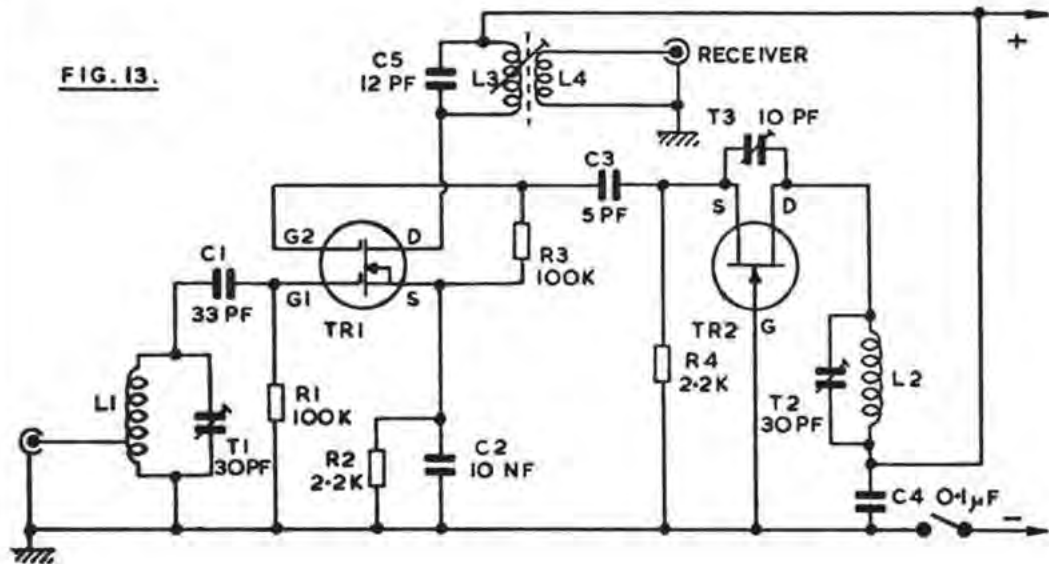 FIG. 13.
C5
12 PF
L3
L4
RECEIVER
+
T3 10 PF
C3
5 PF
S
D
G2
D
R3
100K
C1
33 PF
G1
S
TR1
TR2
G
R4
2·2K
L1
T1
30PF
R1
100K
R2
2·2K
C2
10 NF
T2
30PF
L2
C4 0·1µF
−